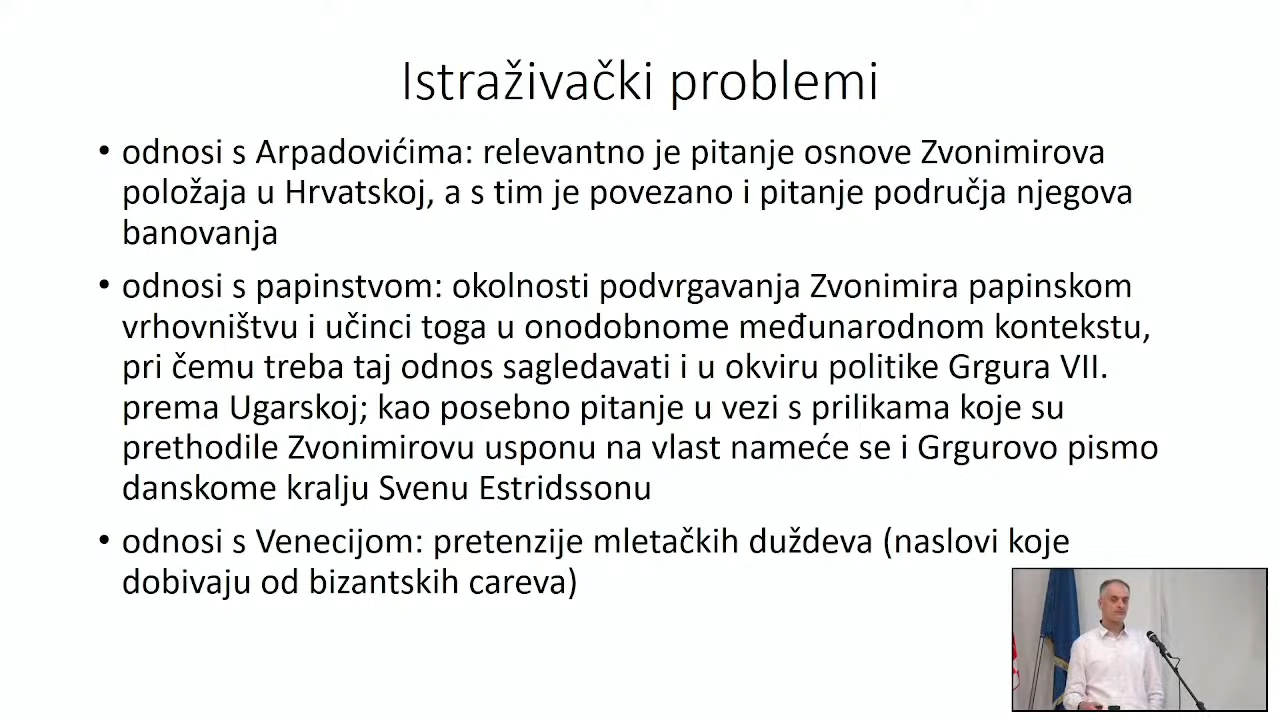 Istraživački problemi
• odnosi s Arpadovićima: relevantno je pitanje osnove Zvonimirova
položaja u Hrvatskoj, a s tim je povezano i pitanje područja njegova
banovanja
• odnosi s papinstvom: okolnosti podvrgavanja Zvonimira papinskom
vrhovništvu i učinci toga u onodobnome međunarodnom kontekstu,
pri čemu treba taj odnos sagledavati i u okviru politike Grgura VII.
prema Ugarskoj; kao posebno pitanje u vezi s prilikama koje su
prethodile Zvonimirovu usponu na vlast nameće se i Grgurovo pismo
danskome kralju Svenu Estridssonu
• odnosi s Venecijom: pretenzije mletačkih duždeva (naslovi koje
dobivaju od bizantskih careva)